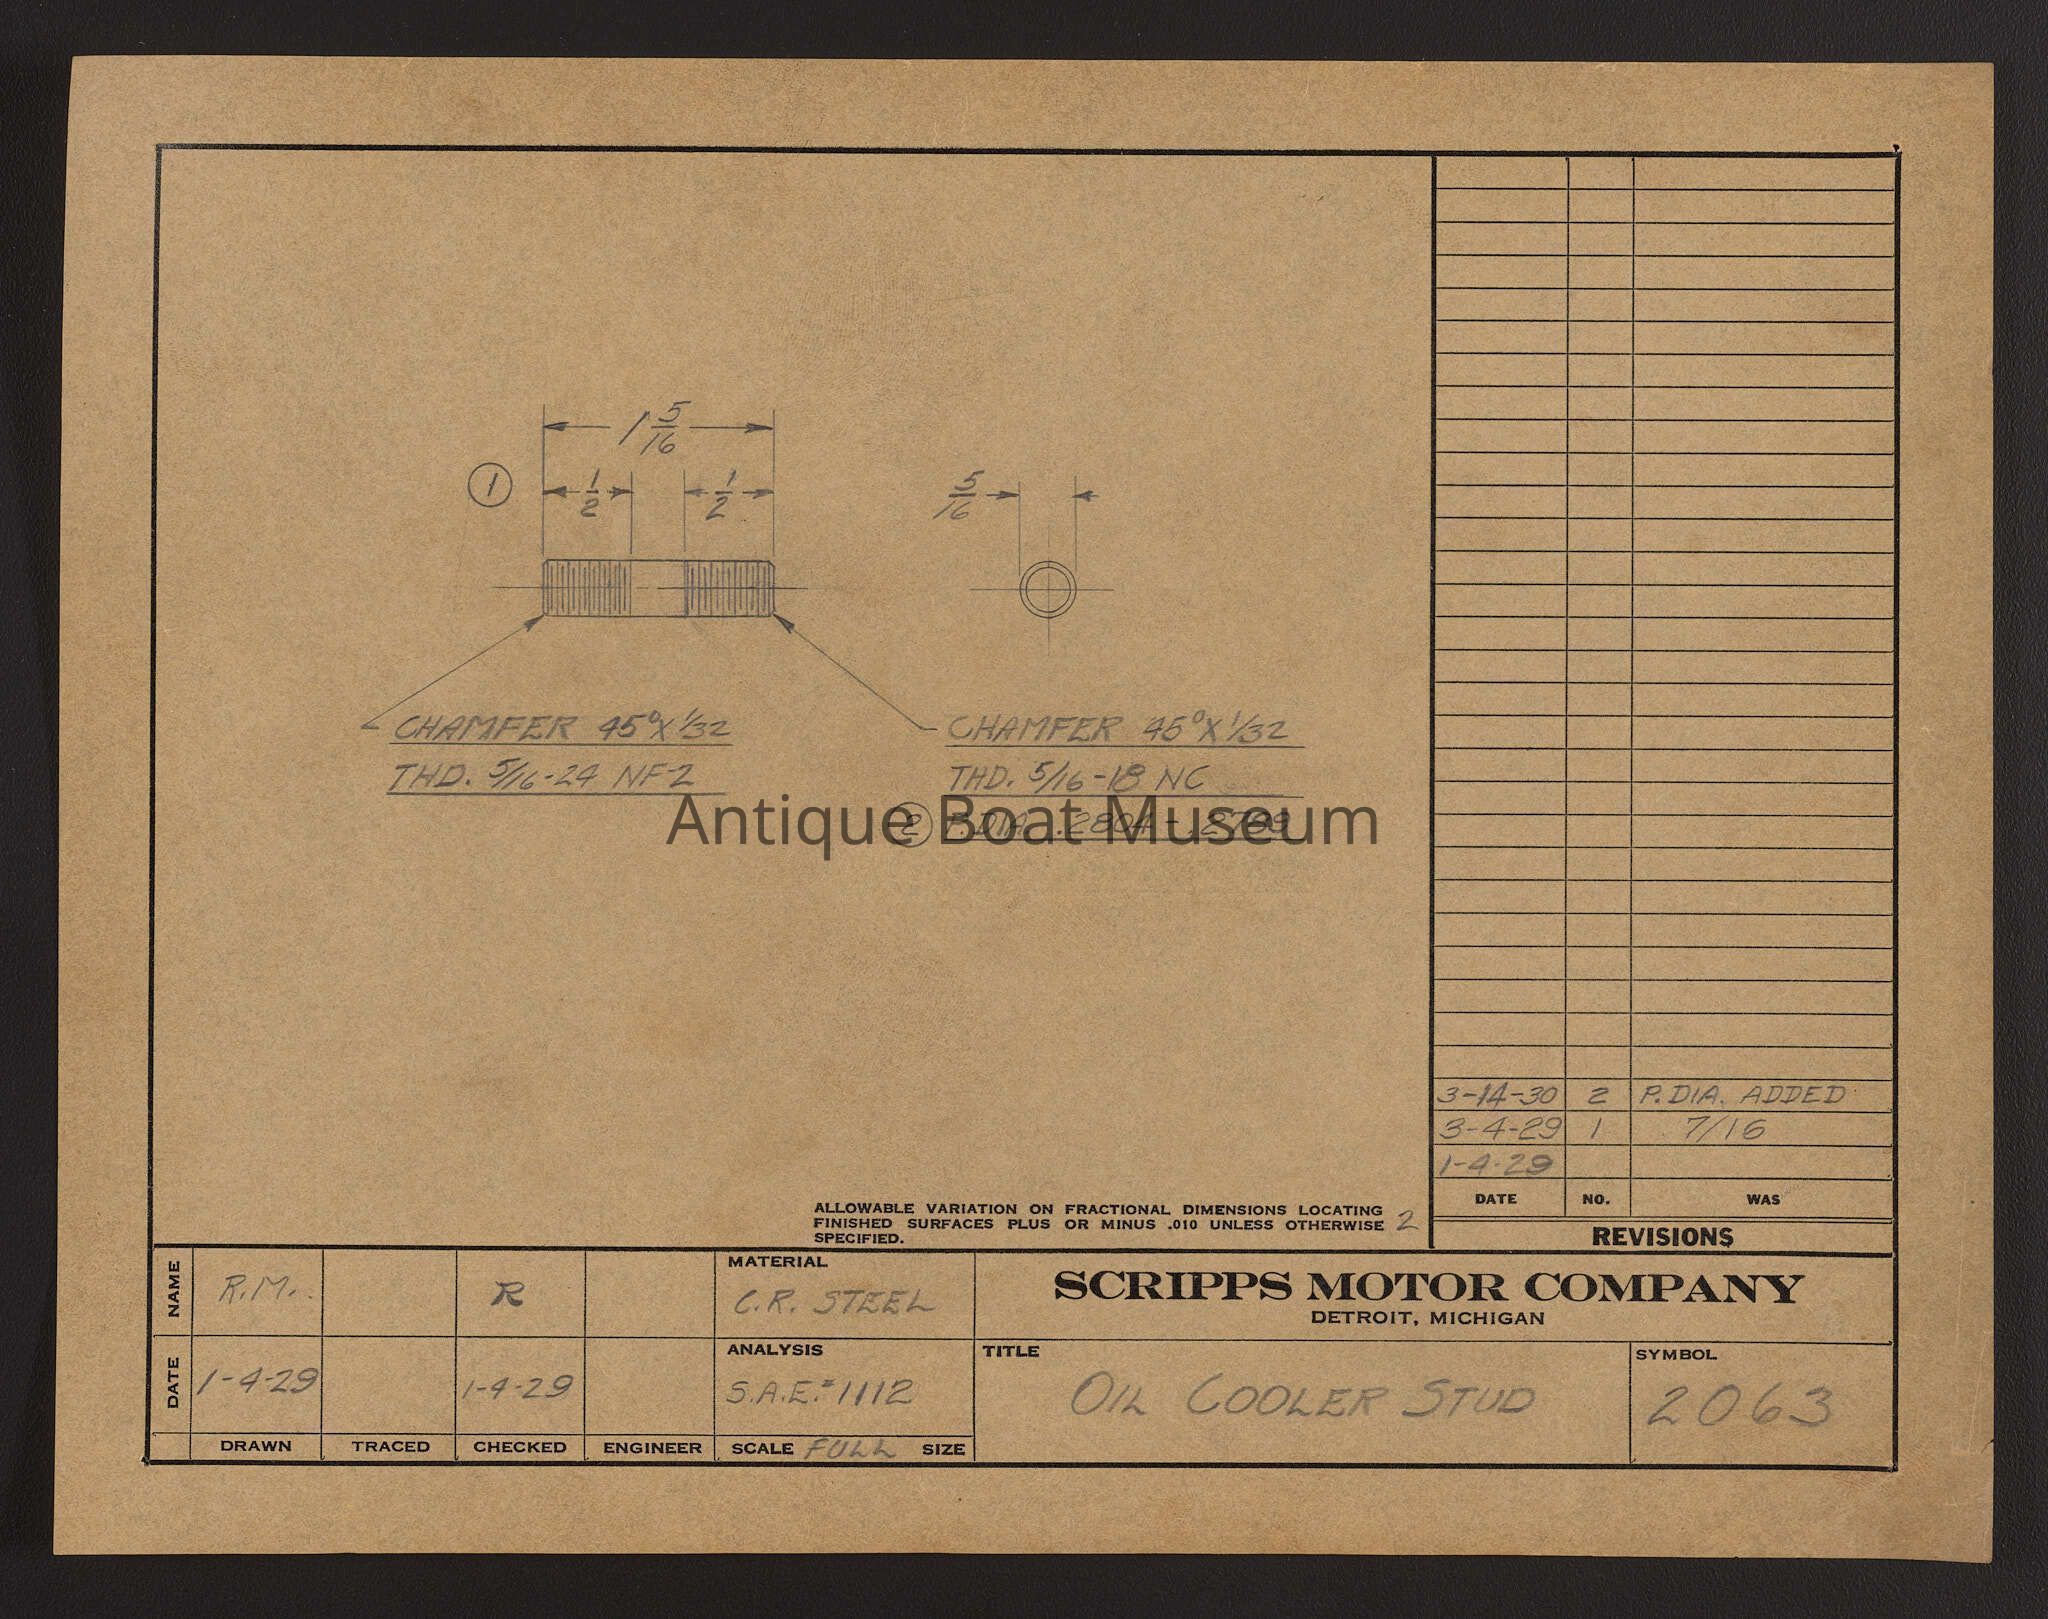 1 5/16
1
1/2
1/2
5/16
CHAMFER 45° X 1/32
THD. 5/16-24 NF-2
CHAMFER 45° X 1/32
THD. 5/16-18 NC
2 P. DIA. .2804 -
Antique Boat Museum
3-14-30 2 P. DIA. ADDED
3-4-29 1 7/16
1-4-29
DATE NO. WAS
REVISIONS
ALLOWABLE VARIATION ON FRACTIONAL DIMENSIONS LOCATING
FINISHED SURFACES PLUS OR MINUS .010 UNLESS OTHERWISE 2
SPECIFIED.
NAME R.M. R
MATERIAL
C.R. STEEL
SCRIPPS MOTOR COMPANY
DETROIT, MICHIGAN
DATE 1-4-29 1-4-29
ANALYSIS
S.A.E. #1112
TITLE
OIL COOLER STUD
SYMBOL
2063
DRAWN TRACED CHECKED ENGINEER SCALE FULL SIZE